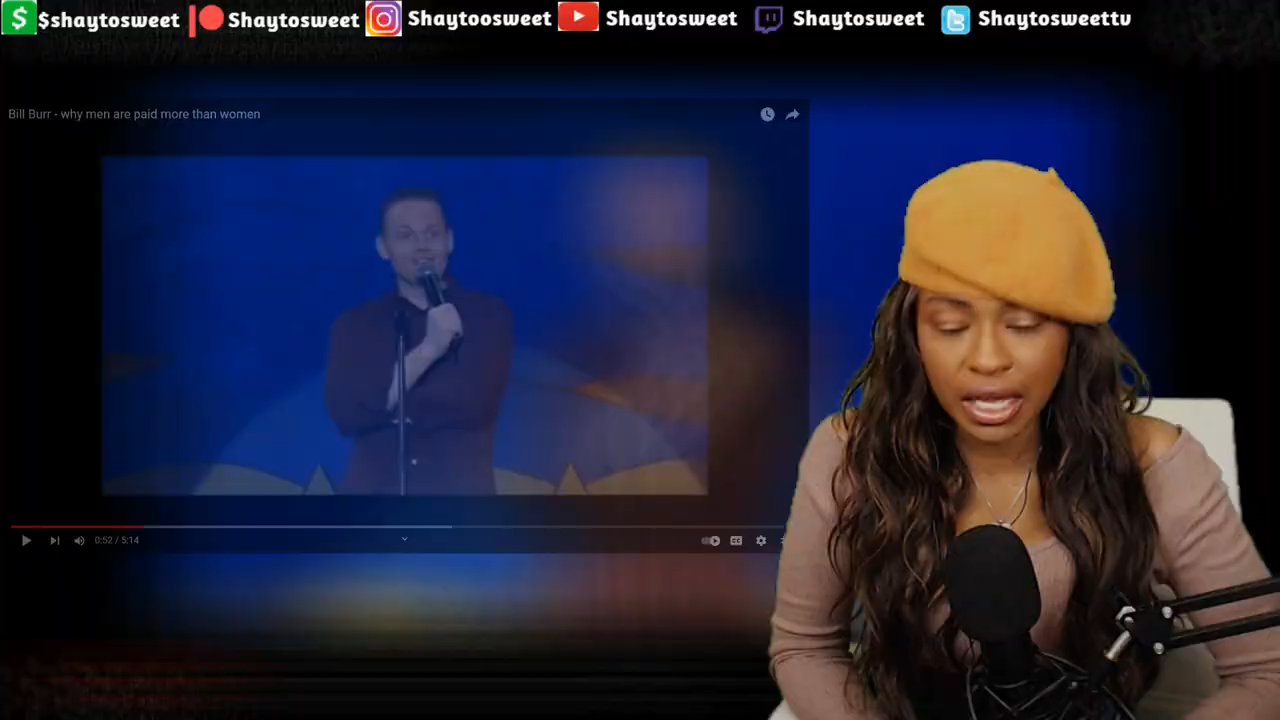 $shaytosweet Shaytosweet Shaytoosweet Shaytosweet Shaytosweet Shaytosweettv
Bill Burr - why men are paid more than women
0:52 / 5:14